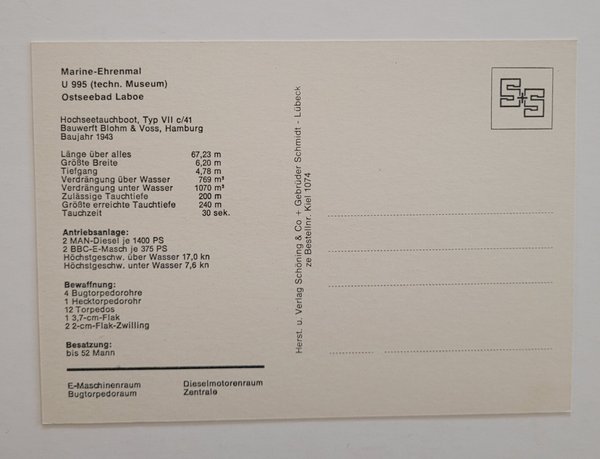 Marine-Ehrenmal
U 995 (techn. Museum)
Ostseebad Laboe
Hochseetauchboot, Typ VII c/41
Bauwerft Blohm & Voss, Hamburg
Baujahr 1943
Länge über alles 67,23 m
Größte Breite 6,20 m
Tiefgang 4,78 m
Verdrängung über Wasser 769 m³
Verdrängung unter Wasser 1070 m³
Zulässige Tauchtiefe 200 m
Größte erreichte Tauchtiefe 240 m
Tauchzeit 30 sek.
Antriebsanlage:
2 MAN-Diesel je 1400 PS
2 BBC-E-Masch je 375 PS
Höchstgeschw. über Wasser 17,0 kn
Höchstgeschw. unter Wasser 7,6 kn
Bewaffnung:
4 Bugtorpedorohre
1 Hecktorpedorohr
12 Torpedos
1 3,7-cm-Flak
2 2-cm-Flak-Zwilling
Besatzung:
bis 52 Mann
E-Maschinenraum Dieselmotorenraum
Bugtorpedoraum Zentrale
Herst. u. Verlag Schöning & Co + Gebrüder Schmidt - Lübeck
ze Bestellnr. Kiel 1074
S+S